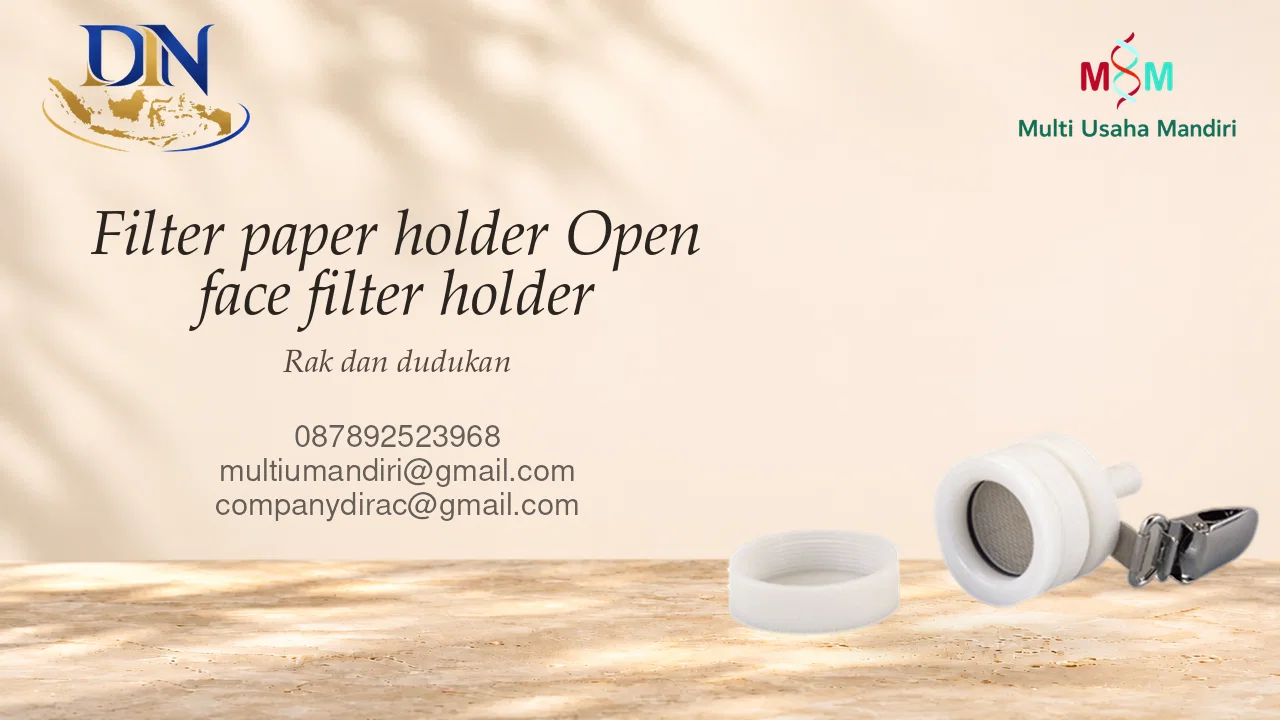 DIN
M M
Multi Usaha Mandiri
Filter paper holder Open
face filter holder
Rak dan dudukan
087892523968
multiumandiri@gmail.com
companydirac@gmail.com